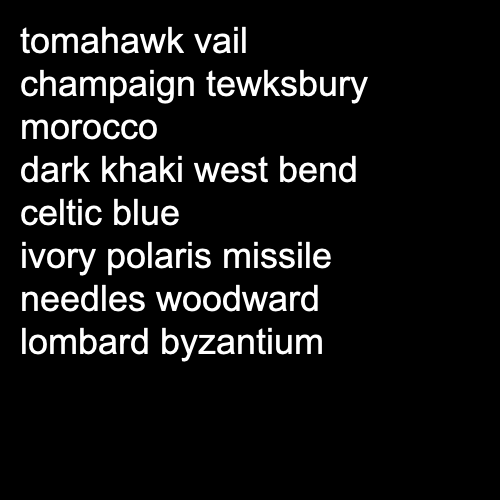 tomahawk vail
champaign tewksbury
morocco
dark khaki west bend
celtic blue
ivory polaris missile
needles woodward
lombard byzantium